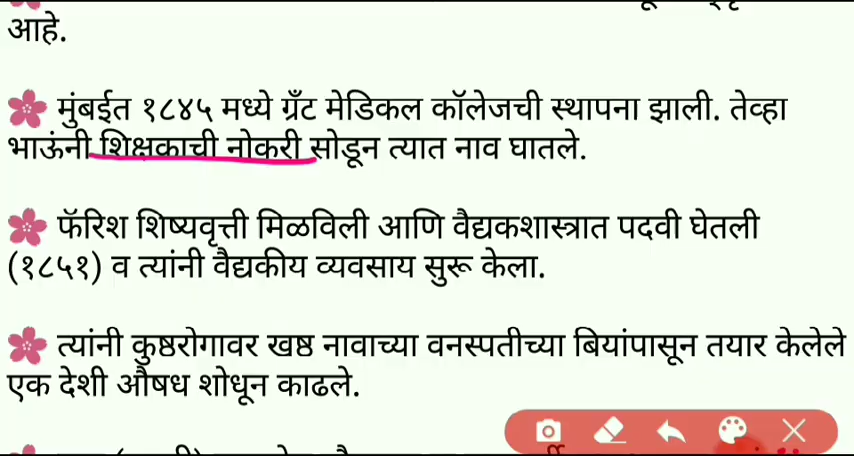 आहे.
मुंबईत १८४५ मध्ये ग्रँट मेडिकल कॉलेजची स्थापना झाली. तेव्हा
भाऊंनी शिक्षकाची नोकरी सोडून त्यात नाव घातले.
फॅरिश शिष्यवृत्ती मिळविली आणि वैद्यकशास्त्रात पदवी घेतली
(१८५१) व त्यांनी वैद्यकीय व्यवसाय सुरू केला.
त्यांनी कुष्ठरोगावर खष्ठ नावाच्या वनस्पतीच्या बियांपासून तयार केलेले
एक देशी औषध शोधून काढले.